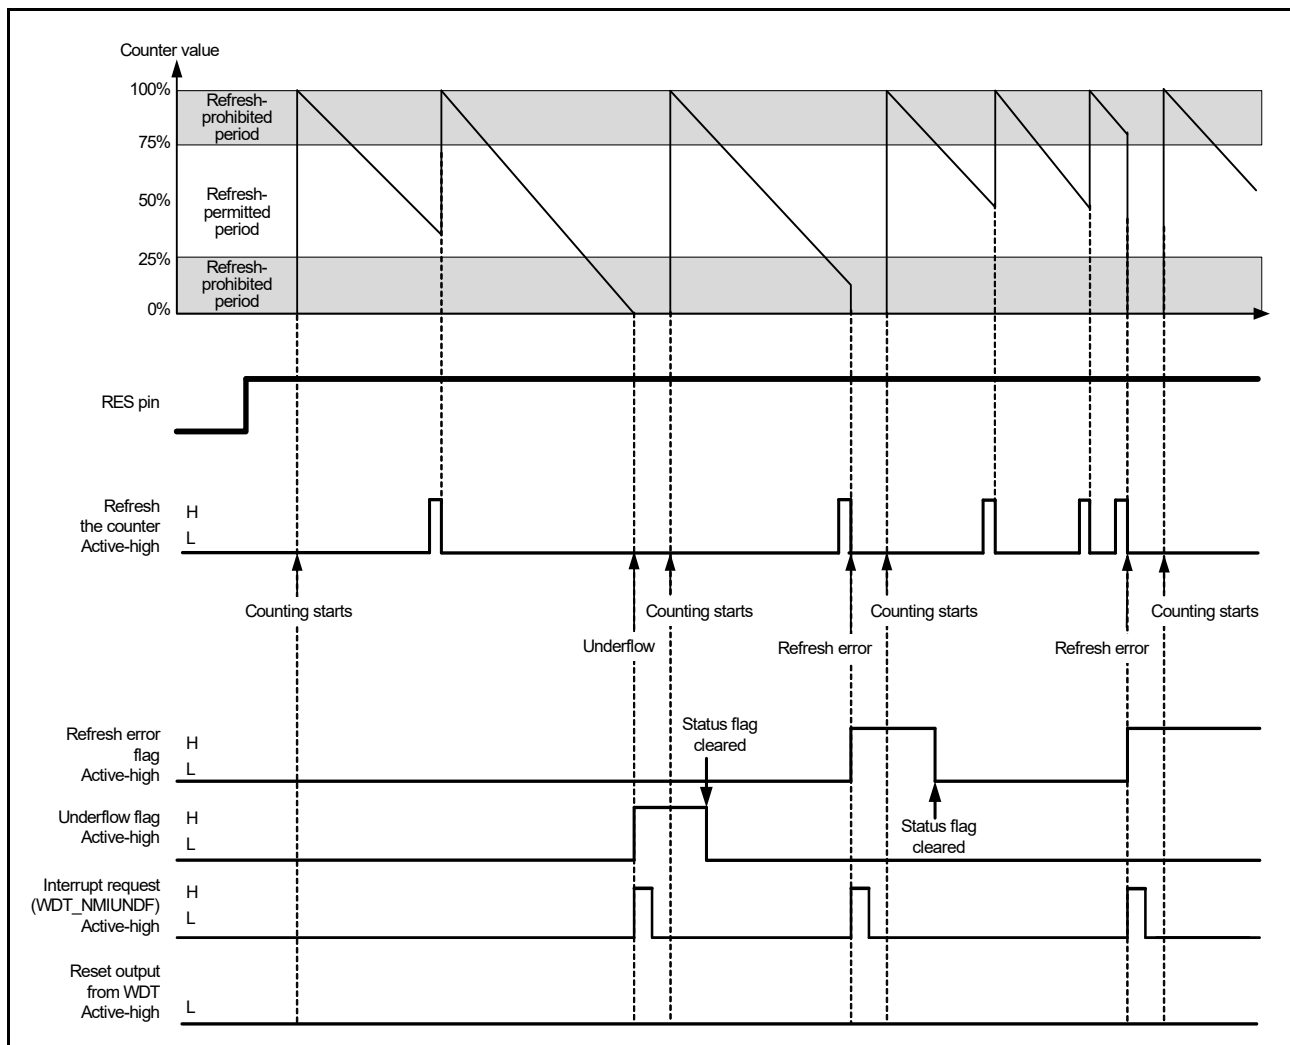 Counter value
100%
Refresh-
prohibited
period
75%
Refresh-
permitted
period
50%
25%
Refresh-
prohibited
period
0%
RES pin
Refresh
the counter
Active-high
H
L
Counting starts
Counting starts
Counting starts
Counting starts
Underflow
Refresh error
Refresh error
Refresh error
flag
Active-high
H
L
Status flag
cleared
Status flag
cleared
Underflow flag
Active-high
H
L
Interrupt request
(WDT_NMIUNDF)
Active-high
H
L
Reset output
from WDT
Active-high
L